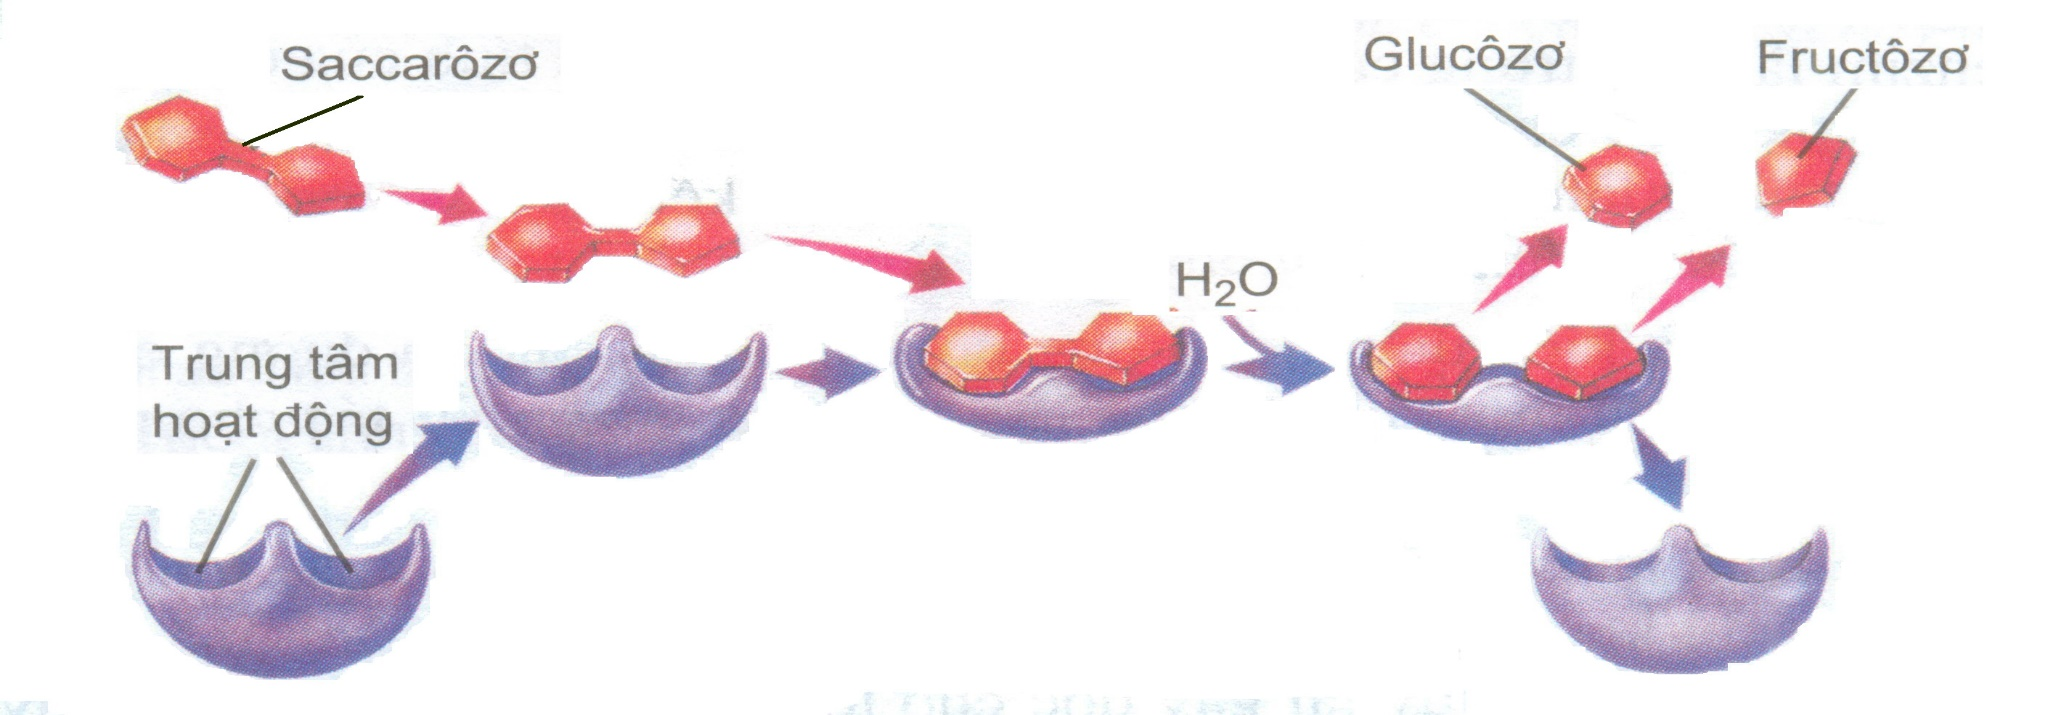 Saccarôzơ
Glucôzơ
Fructôzơ
H₂O
Trung tâm
hoạt động